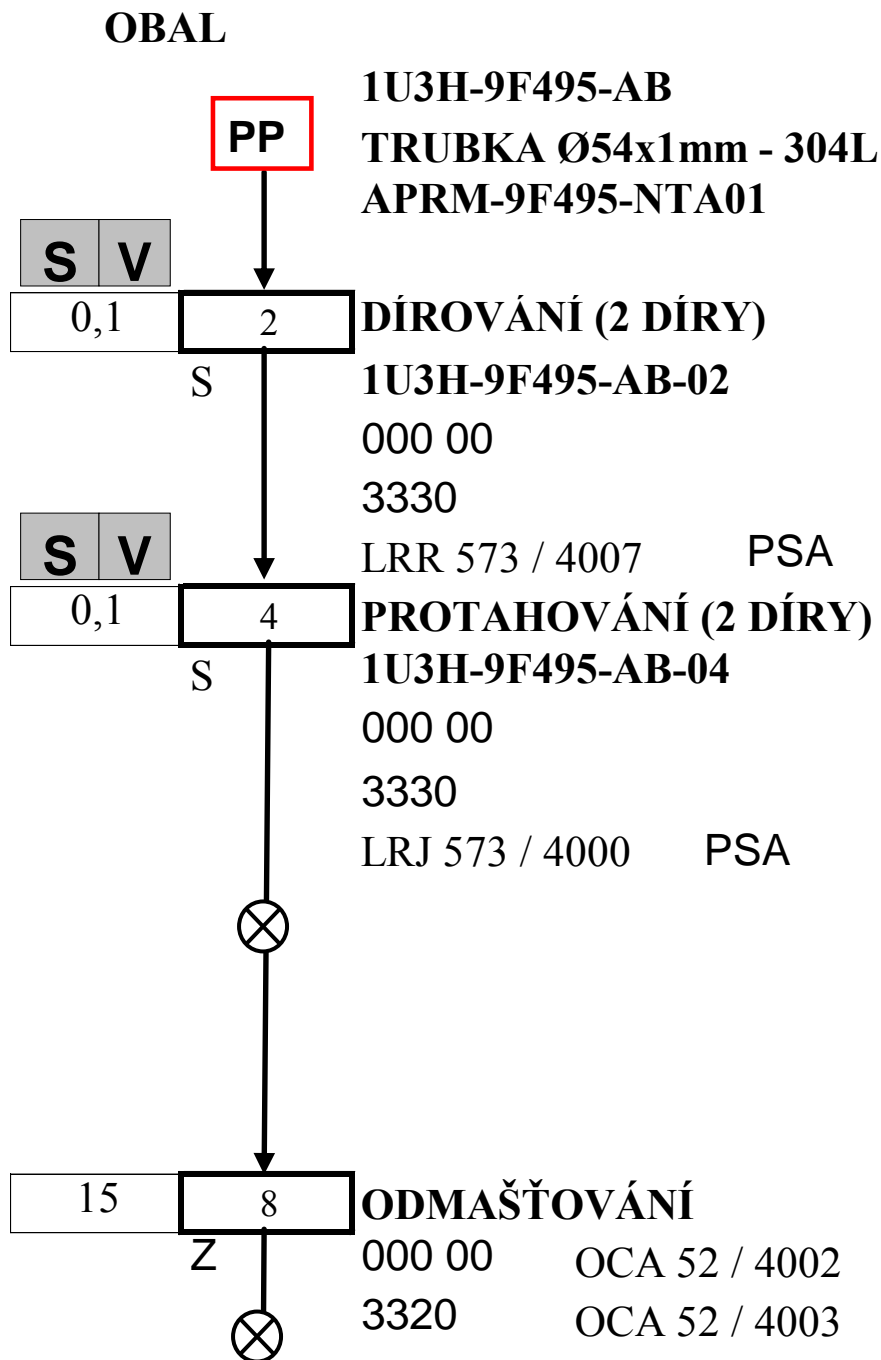 OBAL
1U3H-9F495-AB
PP
TRUBKA Ø54x1mm - 304L
APRM-9F495-NTA01
S V
0,1 2 DÍROVÁNÍ (2 DÍRY)
S 1U3H-9F495-AB-02
000 00
3330
S V
LRR 573 / 4007 PSA
0,1 4 PROTAHOVÁNÍ (2 DÍRY)
S 1U3H-9F495-AB-04
000 00
3330
LRJ 573 / 4000 PSA
15 8 ODMAŠŤOVÁNÍ
Z 000 00 OCA 52 / 4002
3320 OCA 52 / 4003